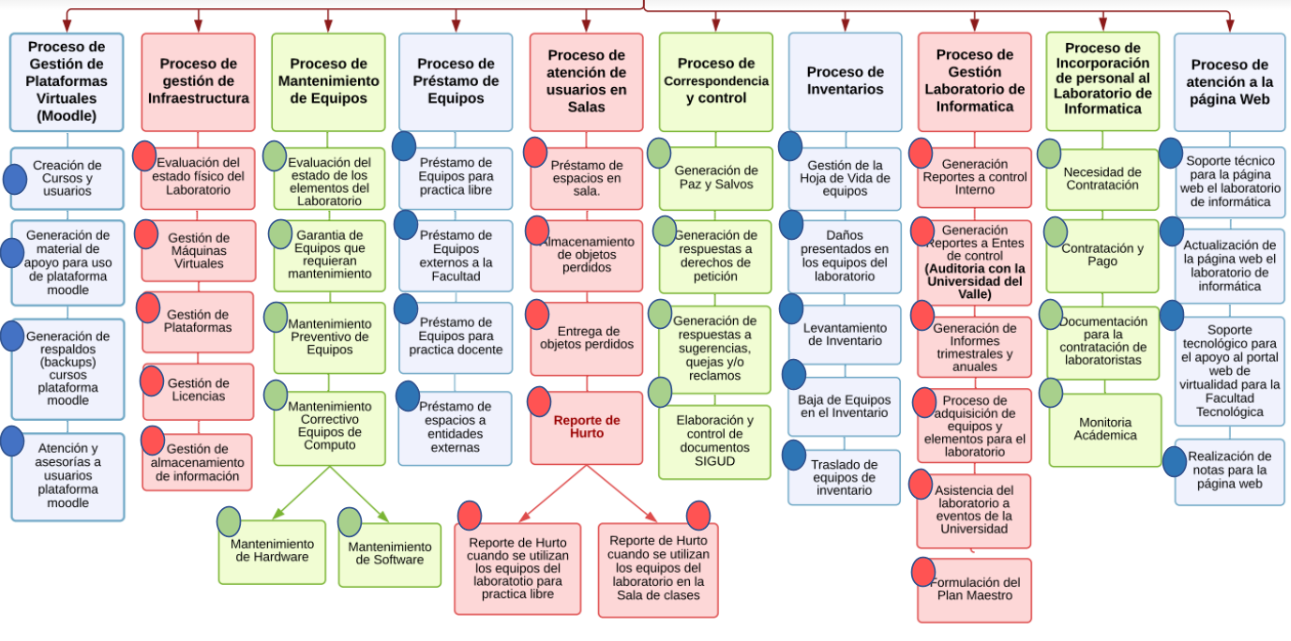 Proceso de
Gestión de
Plataformas
Virtuales
(Moodle)
Creación de
Cursos y
usuarios
Generación de
material de
apoyo para uso
de plataforma
moodle
Generación de
respaldos
(backups)
cursos
plataforma
moodle
Atención y
asesorías a
usuarios
plataforma
moodle
Proceso de
gestión de
Infraestructura
Evaluación del
estado físico del
Laboratorio
Gestión de
Máquinas
Virtuales
Gestión de
Plataformas
Gestión de
Licencias
Gestión de
almacenamiento
de información
Proceso de
Mantenimiento
de Equipos
Evaluación del
estado de los
elementos del
Laboratorio
Garantia de
Equipos que
requieran
mantenimiento
Mantenimiento
Preventivo de
Equipos
Mantenimiento
Correctivo
Equipos de
Computo
Mantenimiento
de Hardware
Mantenimiento
de Software
Proceso de
Préstamo de
Equipos
Préstamo de
Equipos para
practica libre
Préstamo de
Equipos
externos a la
Facultad
Préstamo de
Equipos para
practica docente
Préstamo de
espacios a
entidades
externas
Proceso de
atención de
usuarios en
Salas
Préstamo de
espacios en
sala.
Almacenamiento
de objetos
perdidos
Entrega de
objetos perdidos
Reporte de
Hurto
Reporte de Hurto
cuando se utilizan
los equipos del
laboratotio para
practica libre
Reporte de Hurto
cuando se utilizan
los equipos del
laboratorio en la
Sala de clases
Proceso de
Correspondencia
y control
Generación de
Paz y Salvos
Generación de
respuestas a
derechos de
petición
Generación de
respuestas a
sugerencias,
quejas y/o
reclamos
Elaboración y
control de
documentos
SIGUD
Proceso de
Inventarios
Gestión de la
Hoja de Vida de
equipos
Daños
presentados en
los equipos del
laboratorio
Levantamiento
de Inventario
Baja de Equipos
en el Inventario
Traslado de
equipos de
inventario
Proceso de
Gestión
Laboratorio de
Informatica
Generación
Reportes a control
Interno
Generación
Reportes a Entes
de control
(Auditoria con la
Universidad del
Valle)
Generación de
Informes
trimestrales y
anuales
Proceso de
adquisición de
equipos y
elementos para el
laboratorio
Asistencia del
laboratorio a
eventos de la
Universidad
Formulación del
Plan Maestro
Proceso de
Incorporación
de personal al
Laboratorio de
Informatica
Necesidad de
Contratación
Contratación y
Pago
Documentación
para la
contratación de
laboratoristas
Monitoria
Acádemica
Proceso de
atención a la
página Web
Soporte técnico
para la página
web el laboratorio
de informática
Actualización de
la página web el
laboratorio de
informática
Soporte
tecnológico para
el apoyo al portal
web de
virtualidad para la
Facultad
Tecnológica
Realización de
notas para la
página web